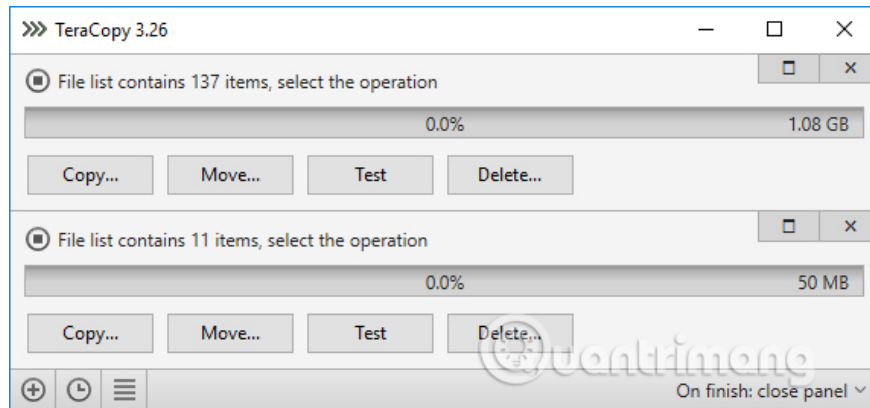 TeraCopy 3.26
File list contains 137 items, select the operation
0.0% 1.08 GB
Copy... Move... Test Delete...
File list contains 11 items, select the operation
0.0% 50 MB
Copy... Move... Test Delete...
Quantrimang
On finish: close panel